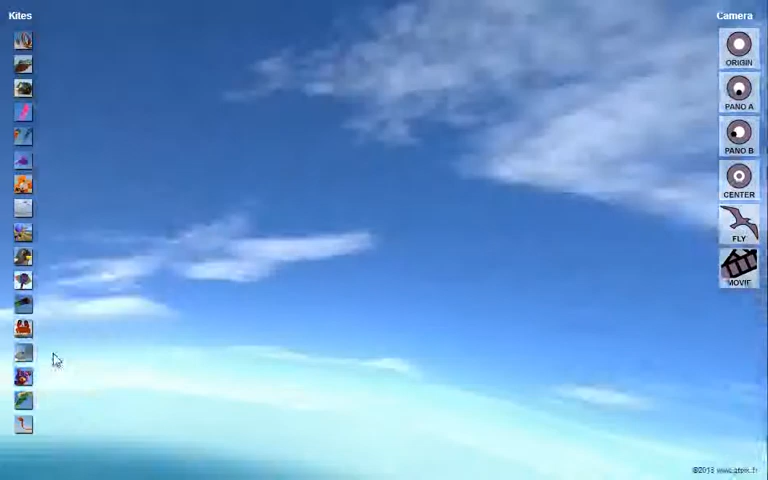 Kites
Camera
ORIGIN
PANO A
PANO B
CENTER
FLY
MOVIE